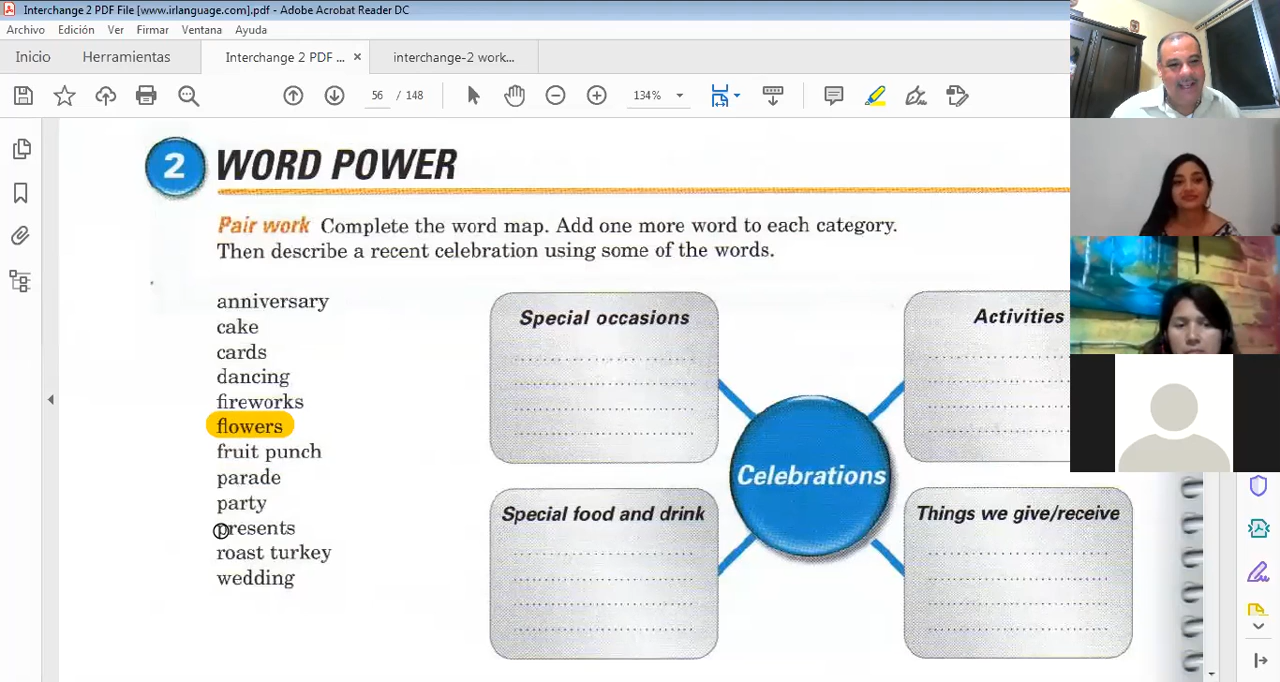 Interchange 2 PDF File [www.irlanguage.com].pdf - Adobe Acrobat Reader DC
Archivo Edición Ver Firmar Ventana Ayuda
Inicio Herramientas Interchange 2 PDF ... × interchange-2 work...
56 / 148 134%
2 WORD POWER
Pair work Complete the word map. Add one more word to each category.
Then describe a recent celebration using some of the words.
anniversary
cake
cards
dancing
fireworks
flowers
fruit punch
parade
party
presents
roast turkey
wedding
Special occasions
Activities
Celebrations
Special food and drink
Things we give/receive